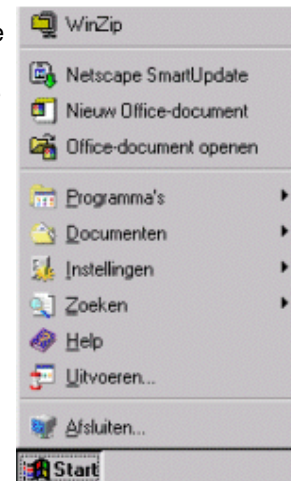 e
WinZip
Netscape SmartUpdate
Nieuw Office-document
Office-document openen
Programma's
Documenten
Instellingen
Zoeken
Help
Uitvoeren...
Afsluiten...
Start